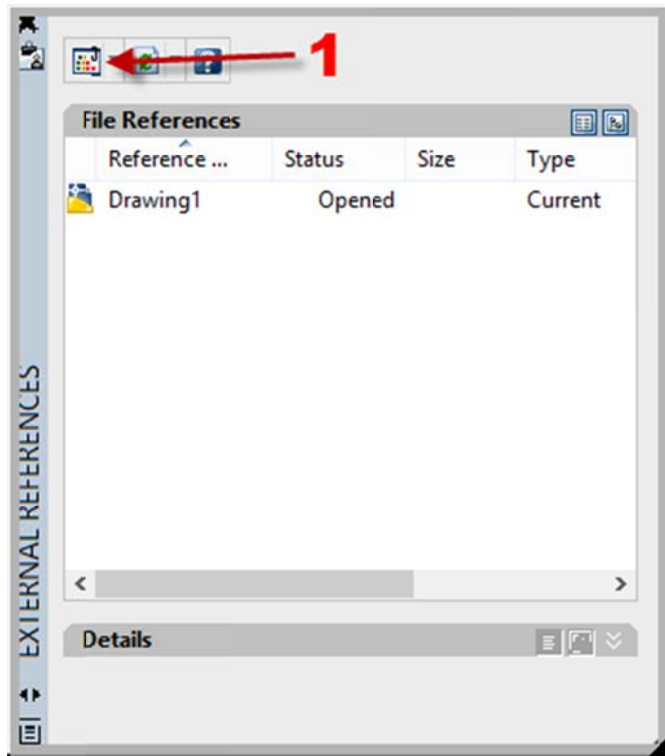 1
File References
Reference ... Status Size Type
Drawing1 Opened Current
Details
EXTERNAL REFERENCES